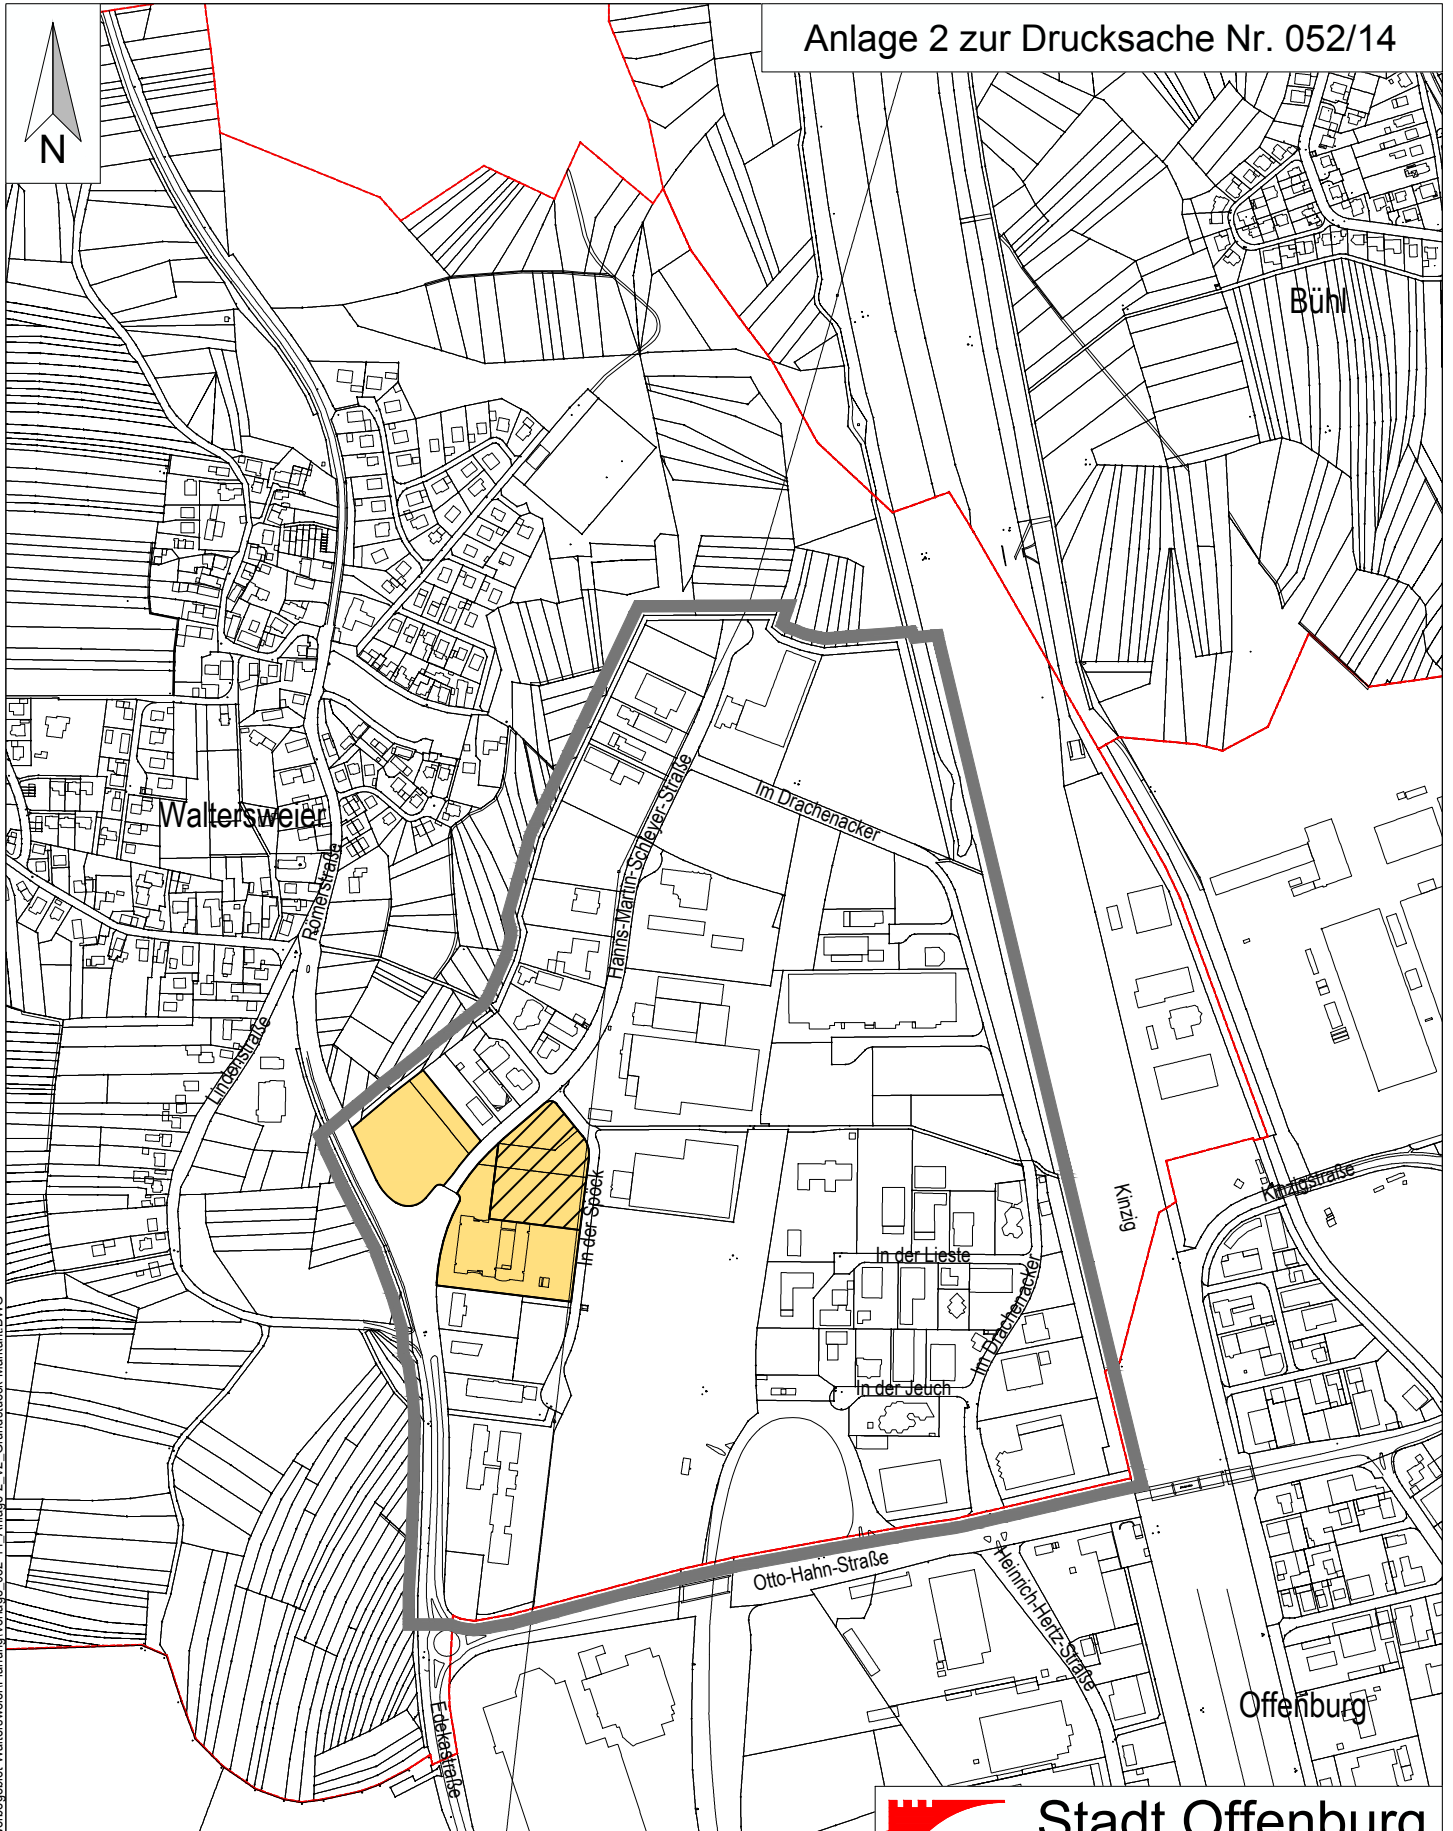 Anlage 2 zur Drucksache Nr. 052/14
N
Bühl
Waltersweier
Römerstraße
Lindenstraße
Hanns-Martin-Schleyer-Straße
Im Drachenacker
In der Spöck
Kinzig
Kinzigstraße
In der Lieste
Im Drachenacker
In der Jeuch
Otto-Hahn-Straße
Heinrich-Hertz-Straße
Edekastraße
Offenburg
Stadt Offenburg